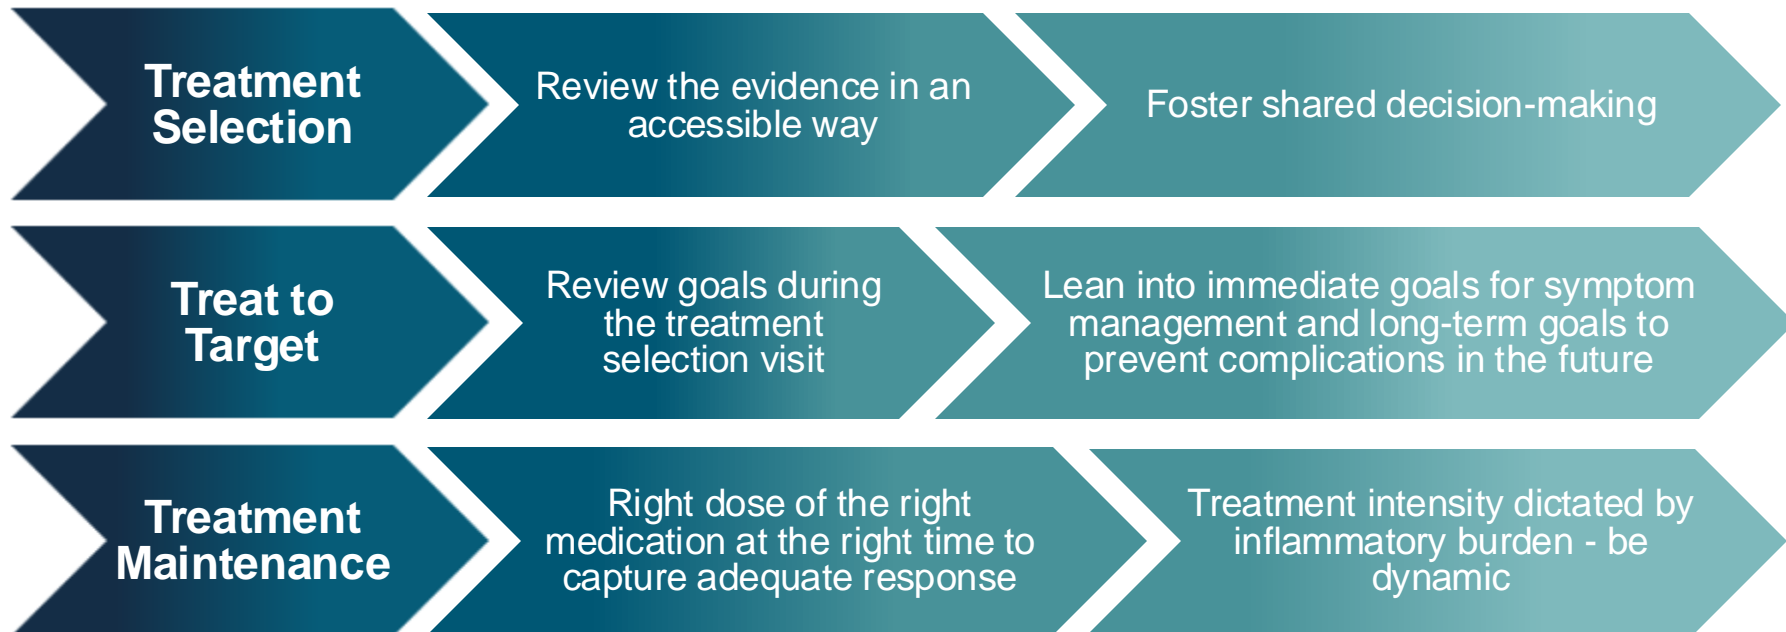 Treatment
Selection
Review the evidence in an
accessible way
Foster shared decision-making
Treat to
Target
Review goals during
the treatment
selection visit
Lean into immediate goals for symptom
management and long-term goals to
prevent complications in the future
Treatment
Maintenance
Right dose of the right
medication at the right time to
capture adequate response
Treatment intensity dictated by
inflammatory burden - be
dynamic